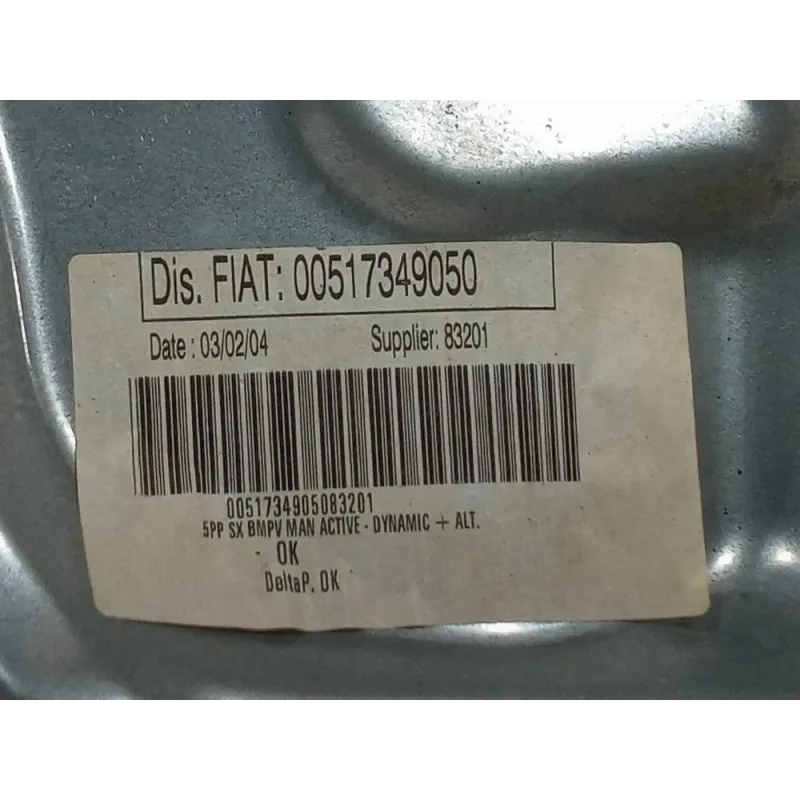 Dis. FIAT: 00517349050
Date : 03/02/04 Supplier: 83201
0051734905083201
5PP SX BMPV MAN ACTIVE - DYNAMIC + ALT.
- OK
DeltaP. OK